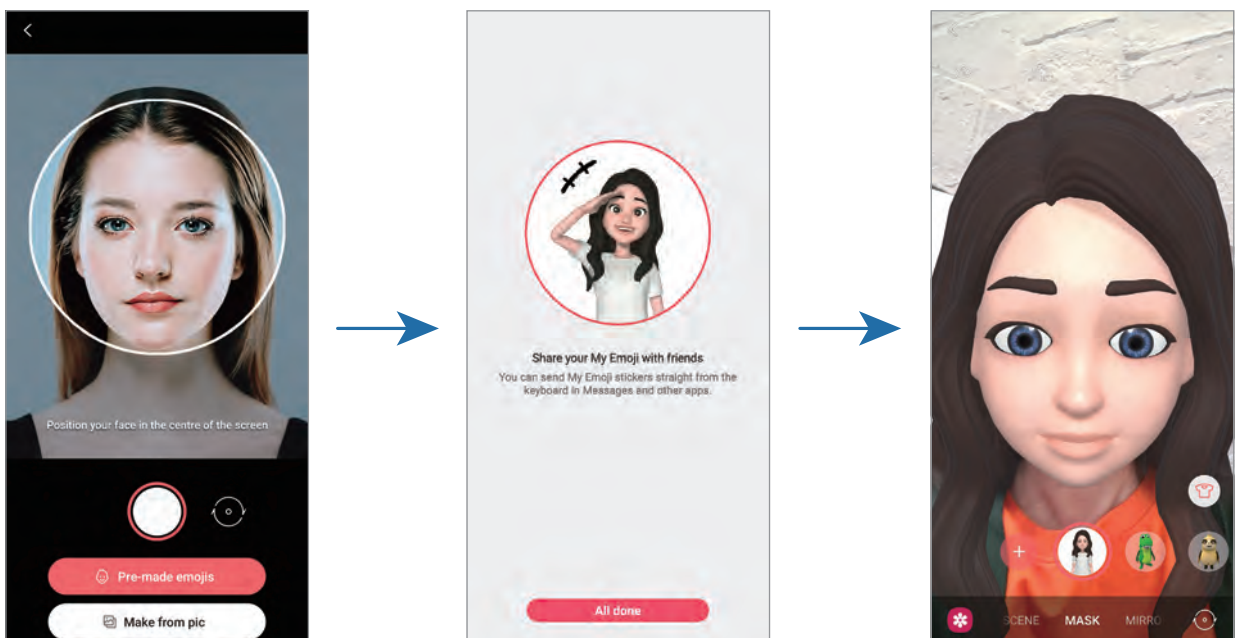 Position your face in the centre of the screen
Pre-made emojis
Make from pic
Share your My Emoji with friends
You can send My Emoji stickers straight from the
keyboard in Messages and other apps.
All done
SCENE MASK MIRRO